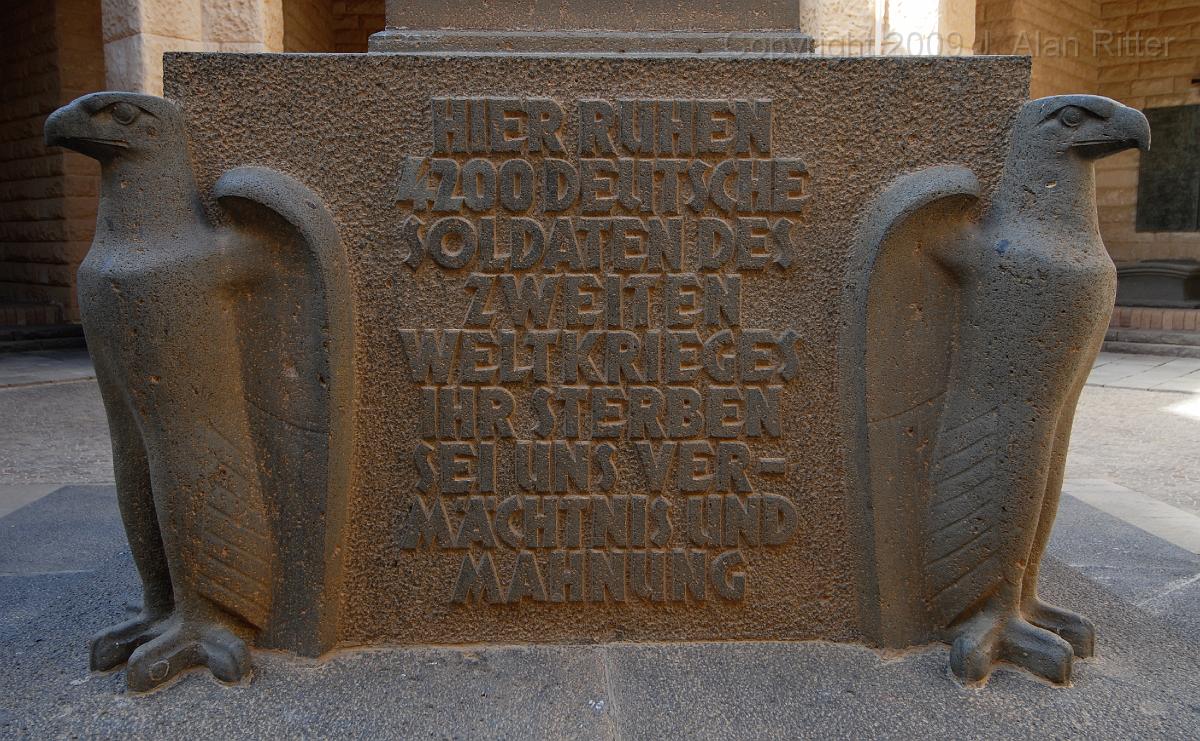 Copyright 2009 J. Alan Ritter
HIER RUHEN
4200 DEUTSCHE
SOLDATEN DES
ZWEITEN
WELTKRIEGES
IHR STERBEN
SEI UNS VER-
MÄCHTNIS UND
MAHNUNG